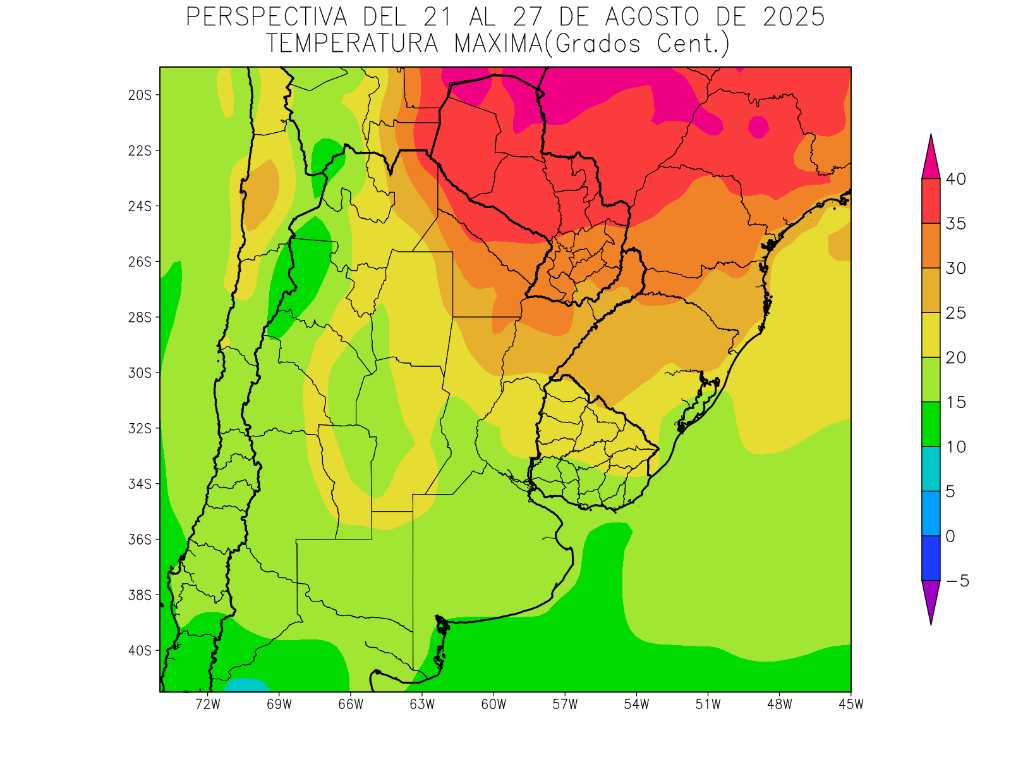 PERSPECTIVA DEL 21 AL 27 DE AGOSTO DE 2025
TEMPERATURA MAXIMA(Grados Cent.)
20S
22S
24S
26S
28S
30S
32S
34S
36S
38S
40S
72W 69W 66W 63W 60W 57W 54W 51W 48W 45W
40
35
30
25
20
15
10
5
0
−5